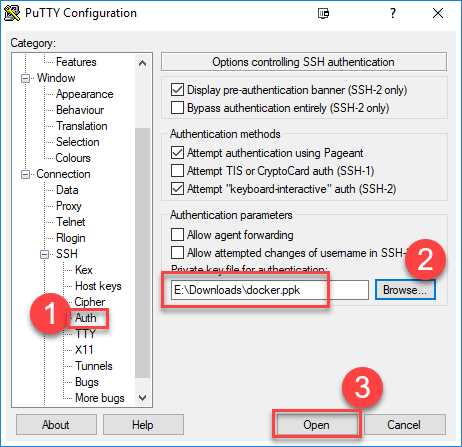 PuTTY Configuration
Category:
Features
Window
Appearance
Behaviour
Translation
Selection
Colours
Connection
Data
Proxy
Telnet
Rlogin
SSH
Kex
Host keys
Cipher
Auth
TTY
X11
Tunnels
Bugs
More bugs
Options controlling SSH authentication
Display pre-authentication banner (SSH-2 only)
Bypass authentication entirely (SSH-2 only)
Authentication methods
Attempt authentication using Pageant
Attempt TIS or CryptoCard auth (SSH-1)
Attempt "keyboard-interactive" auth (SSH-2)
Authentication parameters
Allow agent forwarding
Allow attempted changes of username in SSH-
Private key file for authentication:
E:\Downloads\docker.ppk
Browse...
1
2
3
About
Help
Open
Cancel